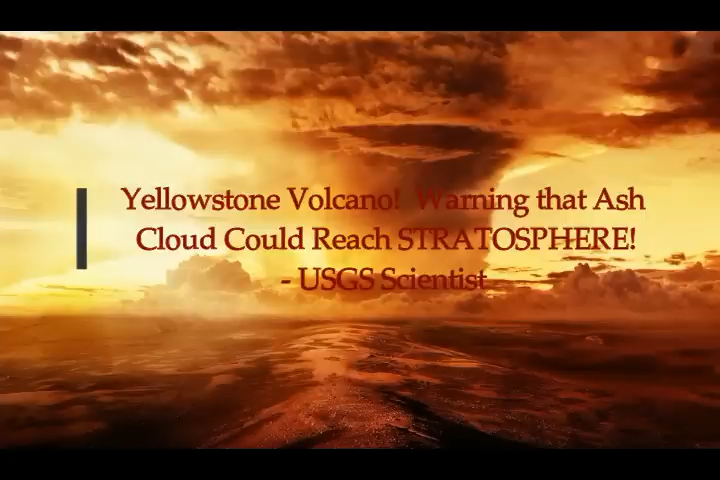 Yellowstone Volcano!  Warning that Ash
Cloud Could Reach STRATOSPHERE!
- USGS Scientist